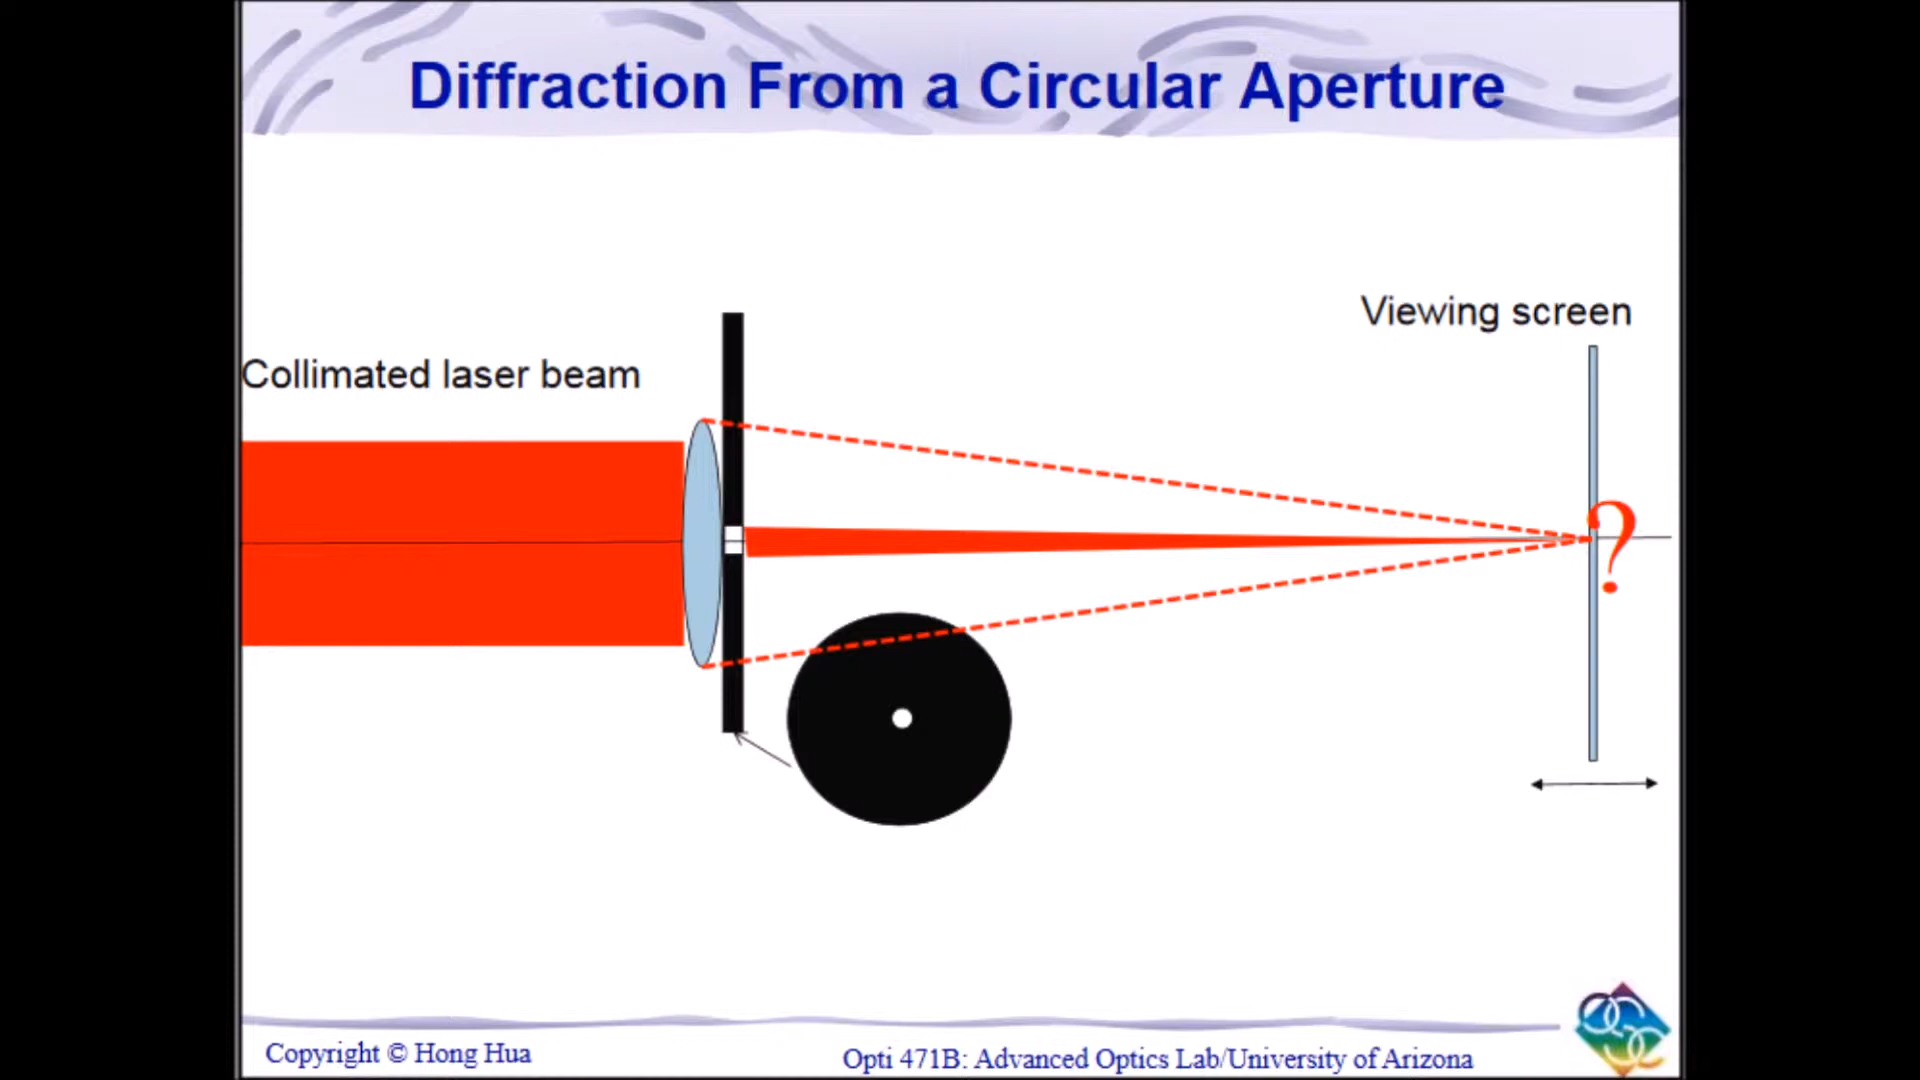 Diffraction From a Circular Aperture
Viewing screen
Collimated laser beam
?
Copyright © Hong Hua
Opti 471B: Advanced Optics Lab/University of Arizona